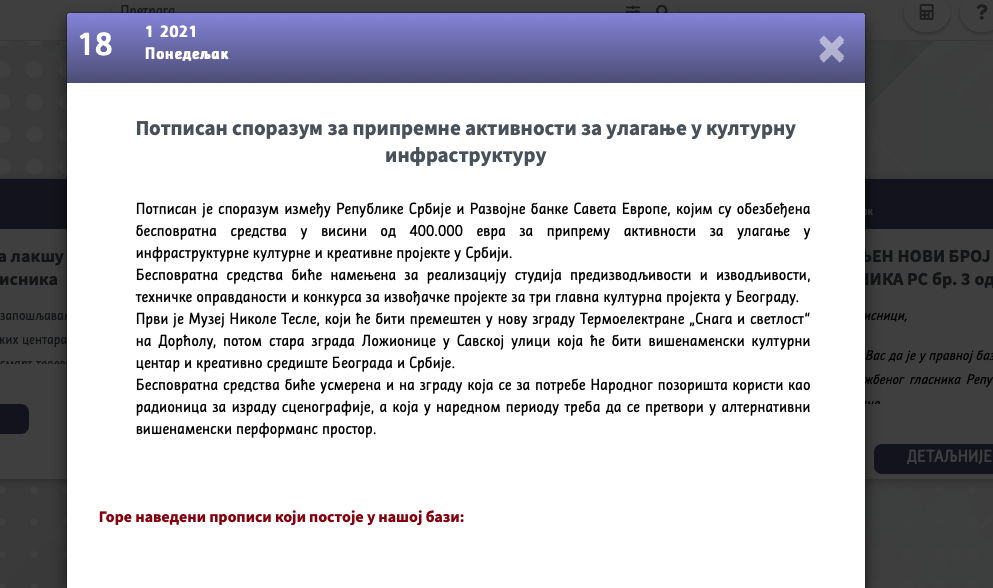 Претрага
18
1 2021
Понедељак
Потписан споразум за припремне активности за улагање у културну
инфраструктуру
Потписан је споразум између Републике Србије и Развојне банке Савета Европе, којим су обезбеђена
бесповратна средства у висини од 400.000 евра за припрему активности за улагање у
инфраструктурне културне и креативне пројекте у Србији.
Бесповратна средства биће намењена за реализацију студија предизводљивости и изводљивости,
техничке оправданости и конкурса за извођачке пројекте за три главна културна пројекта у Београду.
Први је Музеј Николе Тесле, који ће бити премештен у нову зграду Термоелектране „Снага и светлост“
на Дорћолу, потом стара зграда Ложионице у Савској улици која ће бити вишенаменски културни
центар и креативно средиште Београда и Србије.
Бесповратна средства биће усмерена и на зграду која се за потребе Народног позоришта користи као
радионица за израду сценографије, а која у наредном периоду треба да се претвори у алтернативни
вишенаменски перформанс простор.
Горе наведени прописи који постоје у нашој бази:
а лакшу
исника
запошљава
ких центара
ЉЕН НОВИ БРОЈ
НИКА РС бр. 3 од
исници,
Вас да је у правној баз
жбеног гласника Репу
ДЕТАЉНИЈЕ